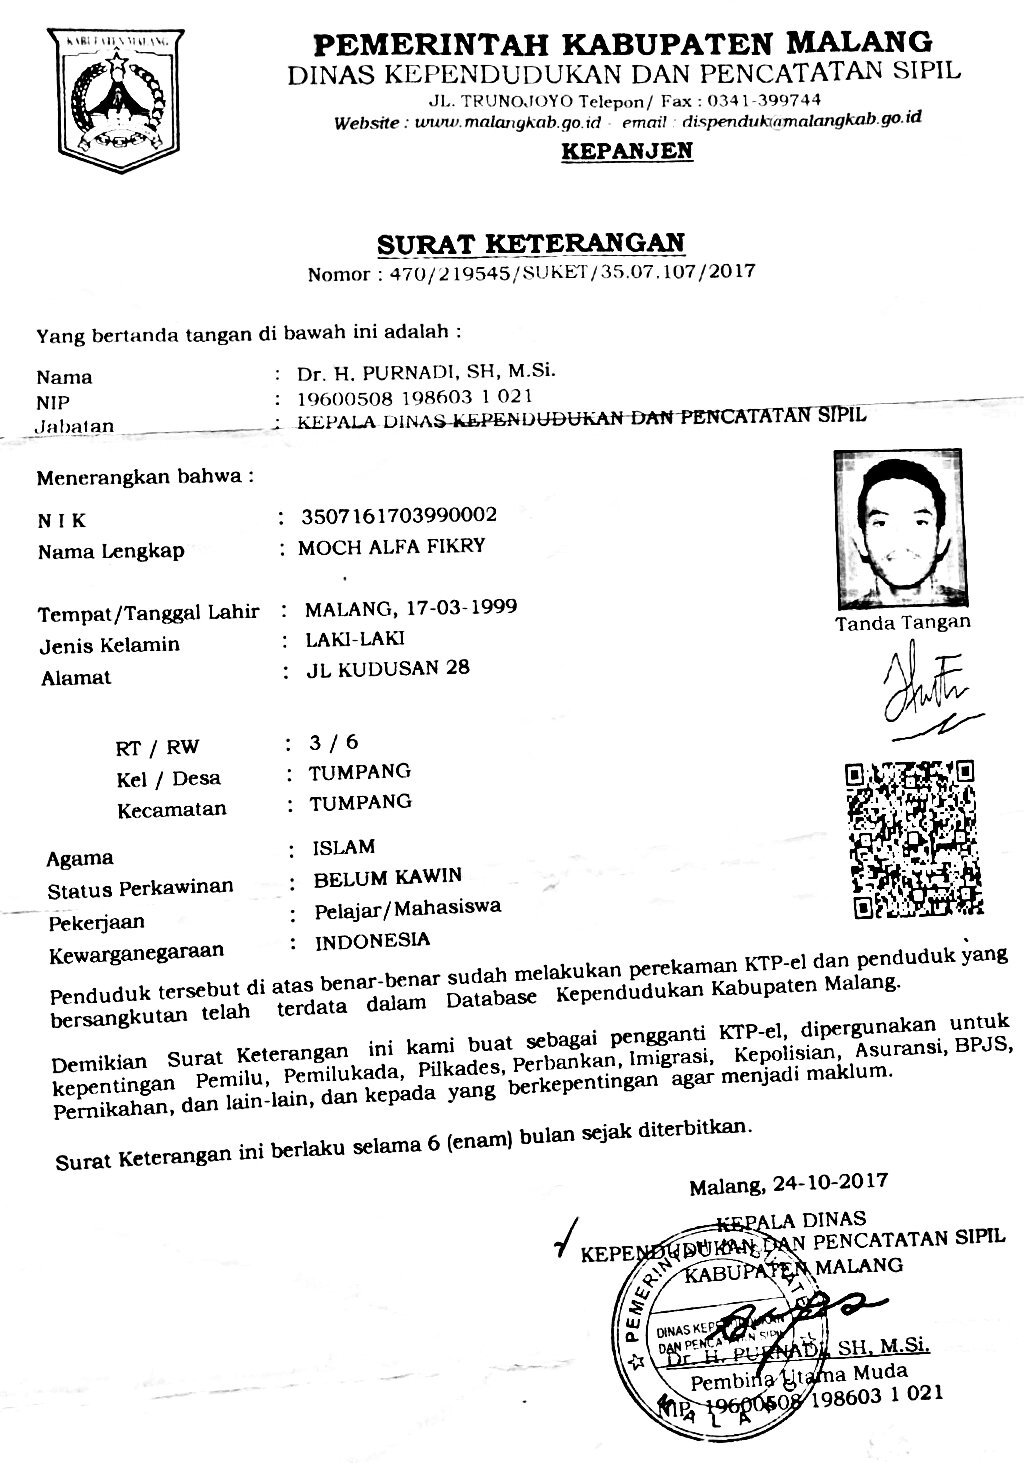 KABUPATEN MALANG
PEMERINTAH KABUPATEN MALANG
DINAS KEPENDUDUKAN DAN PENCATATAN SIPIL
JL. TRUNOJOYO Telepon/ Fax : 0341-399744
Website : www.malangkab.go.id - email : dispenduk@malangkab.go.id
KEPANJEN
SURAT KETERANGAN
Nomor : 470/219545/SUKET/35.07.107/2017
Yang bertanda tangan di bawah ini adalah :
Nama : Dr. H. PURNADI, SH, M.Si.
NIP : 19600508 198603 1 021
Jabatan : KEPALA DINAS KEPENDUDUKAN DAN PENCATATAN SIPIL
Menerangkan bahwa :
N I K : 3507161703990002
Nama Lengkap : MOCH ALFA FIKRY
Tempat/Tanggal Lahir : MALANG, 17-03-1999
Jenis Kelamin : LAKI-LAKI
Alamat : JL KUDUSAN 28
Tanda Tangan
RT / RW : 3 / 6
Kel / Desa : TUMPANG
Kecamatan : TUMPANG
Agama : ISLAM
Status Perkawinan : BELUM KAWIN
Pekerjaan : Pelajar/Mahasiswa
Kewarganegaraan : INDONESIA
Penduduk tersebut di atas benar-benar sudah melakukan perekaman KTP-el dan penduduk yang
bersangkutan telah terdata dalam Database Kependudukan Kabupaten Malang.
Demikian Surat Keterangan ini kami buat sebagai pengganti KTP-el, dipergunakan untuk
kepentingan Pemilu, Pemilukada, Pilkades, Perbankan, Imigrasi, Kepolisian, Asuransi, BPJS,
Pernikahan, dan lain-lain, dan kepada yang berkepentingan agar menjadi maklum.
Surat Keterangan ini berlaku selama 6 (enam) bulan sejak diterbitkan.
Malang, 24-10-2017
KEPALA DINAS
KEPENDUDUKAN DAN PENCATATAN SIPIL
KABUPATEN MALANG
PEMERINTAH KABUPATEN
DINAS KEPENDUDUKAN
DAN PENCATATAN SIPIL
MALANG
Dr. H. PURNADI, SH, M.Si.
Pembina Utama Muda
NIP. 19600508 198603 1 021